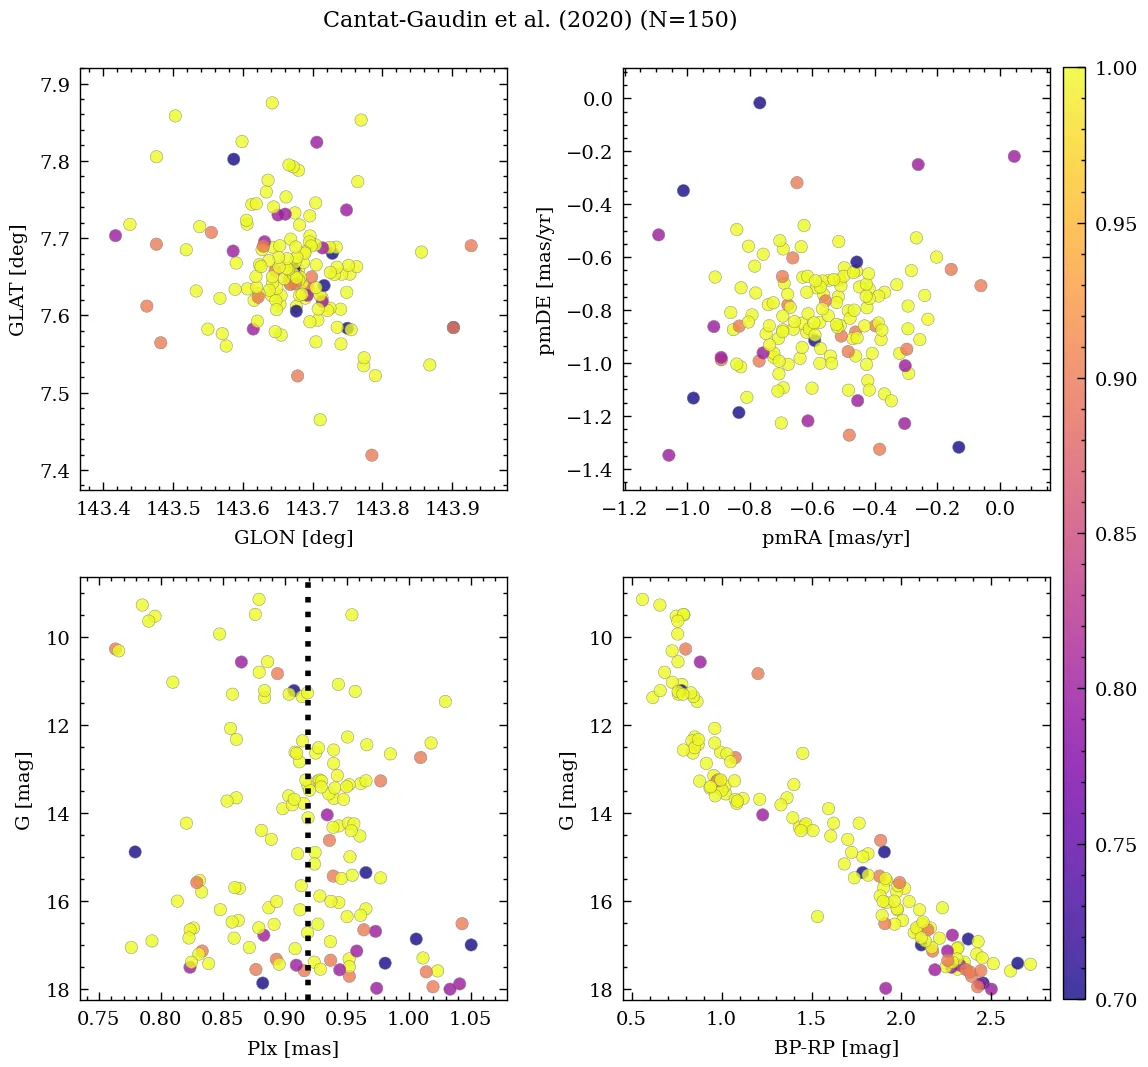 Cantat-Gaudin et al. (2020) (N=150)
7.9
7.8
7.7
7.6
7.5
7.4
GLAT [deg]
143.4 143.5 143.6 143.7 143.8 143.9
GLON [deg]
0.0
−0.2
−0.4
−0.6
−0.8
−1.0
−1.2
−1.4
pmDE [mas/yr]
−1.2 −1.0 −0.8 −0.6 −0.4 −0.2 0.0
pmRA [mas/yr]
10
12
14
16
18
G [mag]
0.75 0.80 0.85 0.90 0.95 1.00 1.05
Plx [mas]
10
12
14
16
18
G [mag]
0.5 1.0 1.5 2.0 2.5
BP-RP [mag]
1.00
0.95
0.90
0.85
0.80
0.75
0.70